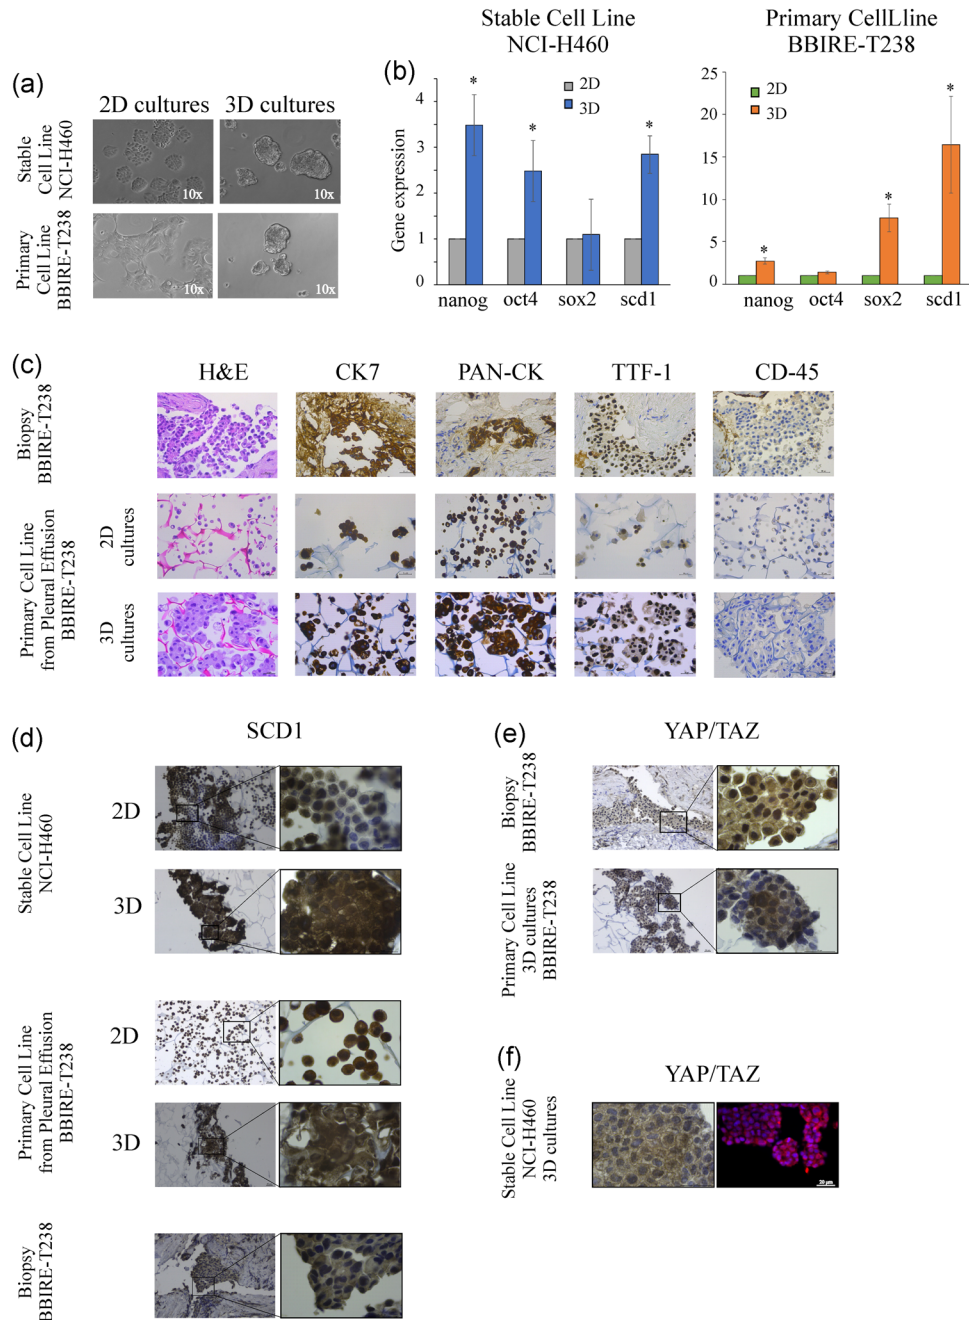 (a)
2D cultures
3D cultures
Stable
Cell Line
NCI-H460
10x
10x
Primary
Cell Line
BBIRE-T238
10x
10x
(b)
Stable Cell Line
NCI-H460
Gene expression
4
3
2
1
0
2D
3D
*
*
*
nanog
oct4
sox2
scd1
Primary CellLline
BBIRE-T238
25
20
15
10
5
0
2D
3D
*
*
*
nanog
oct4
sox2
scd1
(c)
H&E
CK7
PAN-CK
TTF-1
CD-45
Biopsy
BBIRE-T238
Primary Cell Line
from Pleural Effusion
BBIRE-T238
2D
cultures
3D
cultures
(d)
SCD1
Stable Cell Line
NCI-H460
2D
3D
Primary Cell Line
from Pleural Effusion
BBIRE-T238
2D
3D
Biopsy
BBIRE-T238
(e)
YAP/TAZ
Biopsy
BBIRE-T238
Primary Cell Line
3D cultures
BBIRE-T238
(f)
YAP/TAZ
Stable Cell Line
NCI-H460
3D cultures
20 µm